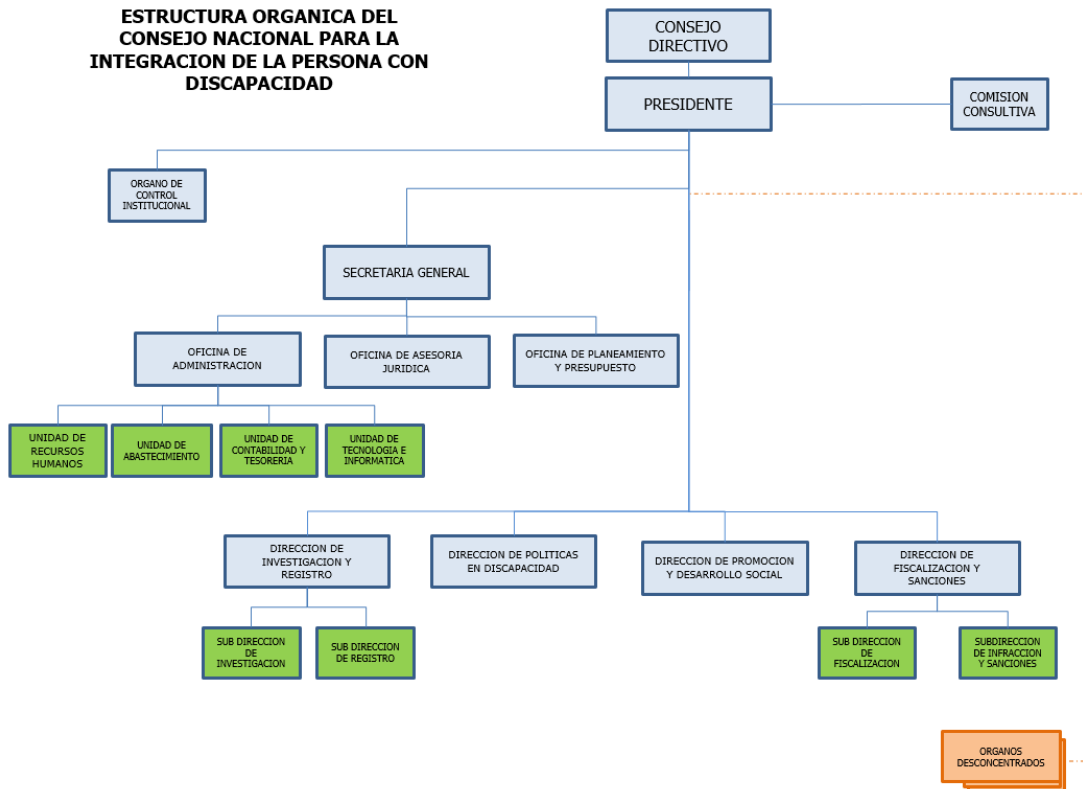 ESTRUCTURA ORGANICA DEL
CONSEJO NACIONAL PARA LA
INTEGRACION DE LA PERSONA CON
DISCAPACIDAD
CONSEJO
DIRECTIVO
PRESIDENTE
COMISION
CONSULTIVA
ORGANO DE
CONTROL
INSTITUCIONAL
SECRETARIA GENERAL
OFICINA DE
ADMINISTRACION
OFICINA DE ASESORIA
JURIDICA
OFICINA DE PLANEAMIENTO
Y PRESUPUESTO
UNIDAD DE
RECURSOS
HUMANOS
UNIDAD DE
ABASTECIMIENTO
UNIDAD DE
CONTABILIDAD Y
TESORERIA
UNIDAD DE
TECNOLOGIA E
INFORMATICA
DIRECCION DE
INVESTIGACION Y
REGISTRO
DIRECCION DE POLITICAS
EN DISCAPACIDAD
DIRECCION DE PROMOCION
Y DESARROLLO SOCIAL
DIRECCION DE
FISCALIZACION Y
SANCIONES
SUB DIRECCION
DE
INVESTIGACION
SUB DIRECCION
DE REGISTRO
SUB DIRECCION
DE
FISCALIZACION
SUBDIRECCION
DE INFRACCION
Y SANCIONES
ORGANOS
DESCONCENTRADOS